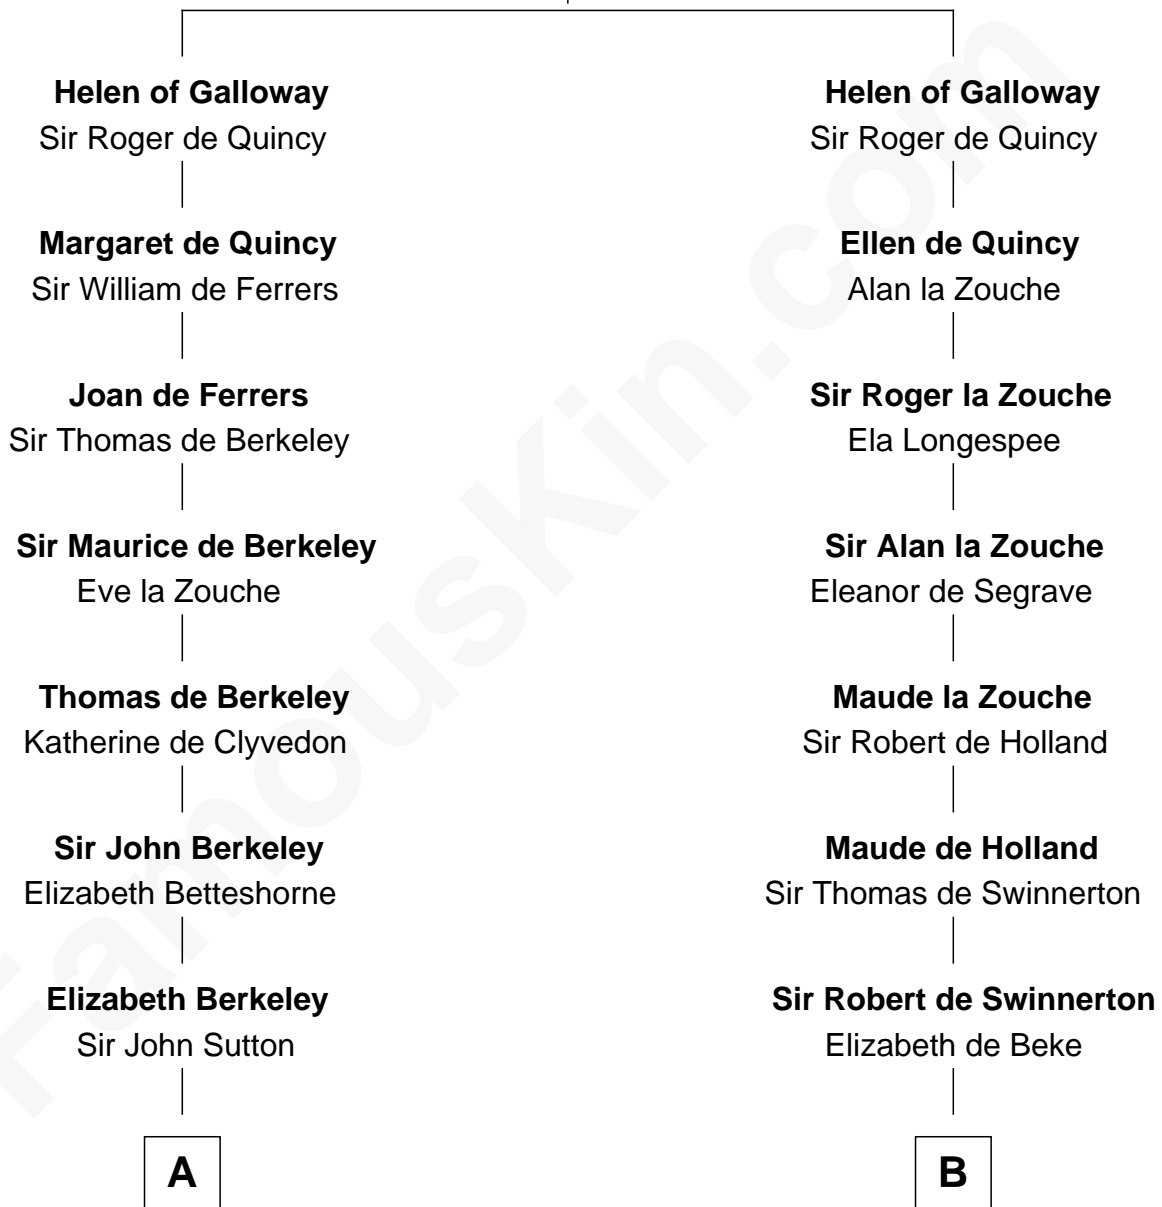 Helen of Galloway
Sir Roger de Quincy
Margaret de Quincy
Sir William de Ferrers
Joan de Ferrers
Sir Thomas de Berkeley
Sir Maurice de Berkeley
Eve la Zouche
Thomas de Berkeley
Katherine de Clyvedon
Sir John Berkeley
Elizabeth Betteshorne
Elizabeth Berkeley
Sir John Sutton
A
Helen of Galloway
Sir Roger de Quincy
Ellen de Quincy
Alan la Zouche
Sir Roger la Zouche
Ela Longespee
Sir Alan la Zouche
Eleanor de Segrave
Maude la Zouche
Sir Robert de Holland
Maude de Holland
Sir Thomas de Swinnerton
Sir Robert de Swinnerton
Elizabeth de Beke
B
FamousKin.com